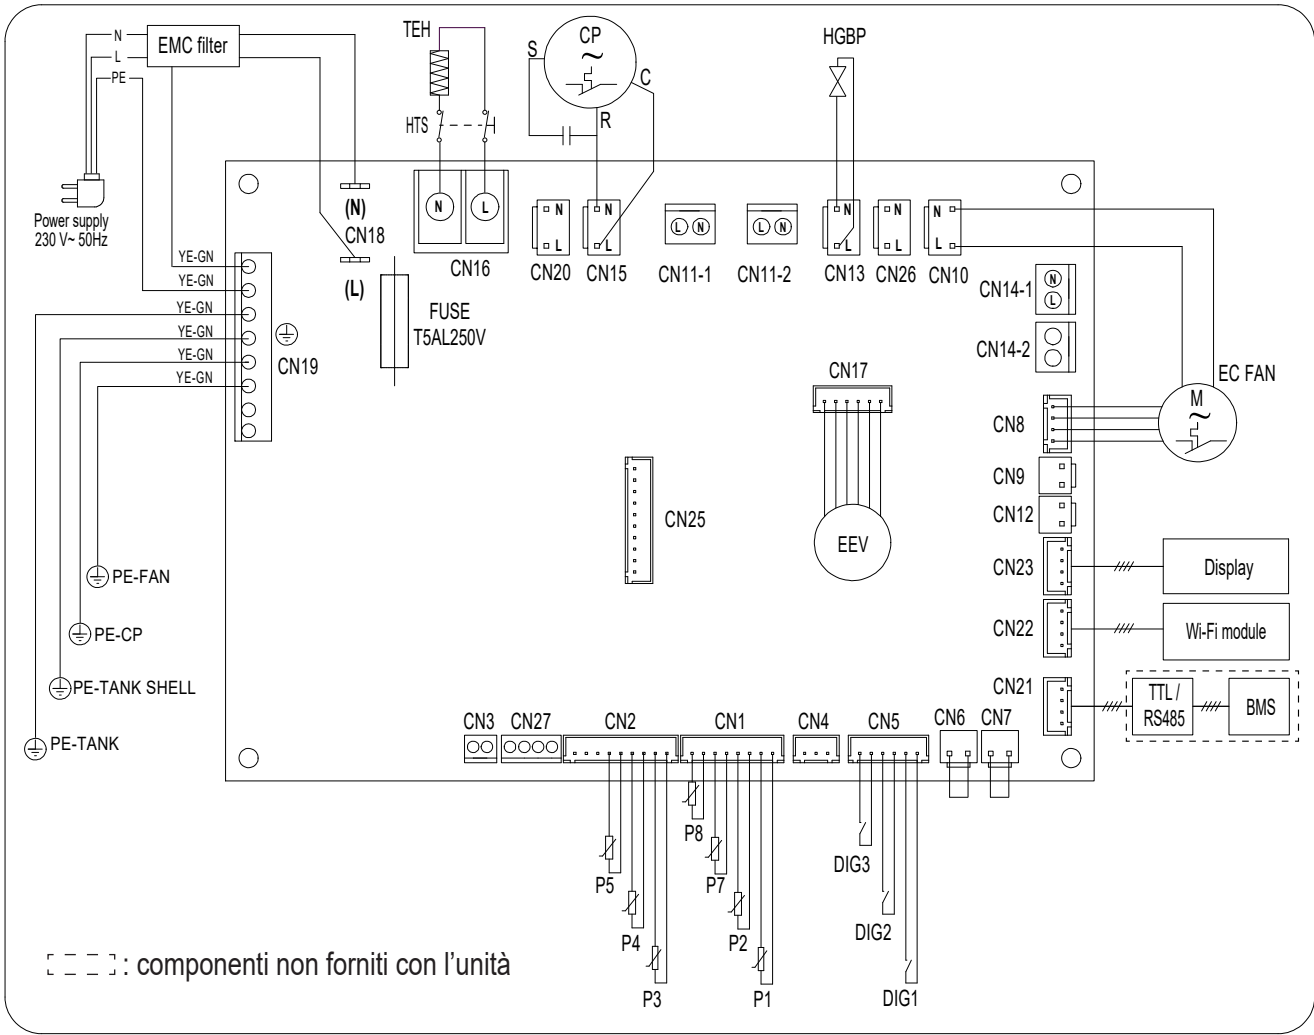 N
L
PE
EMC filter
Power supply
230 V~ 50Hz
TEH
HTS
S
CP
~
C
R
HGBP
(N)
CN18
(L)
N
L
CN16
N
L
CN20
N
L
CN15
L N
CN11-1
L N
CN11-2
N
L
CN13
N
L
CN26
N
L
CN10
N
L
CN14-1
CN14-2
YE-GN
YE-GN
YE-GN
YE-GN
YE-GN
YE-GN
CN19
FUSE
T5AL250V
CN17
EEV
CN25
EC FAN
M
~
CN8
CN9
CN12
CN23
Display
CN22
Wi-Fi module
CN21
TTL /
RS485
BMS
PE-FAN
PE-CP
PE-TANK SHELL
PE-TANK
CN3
CN27
CN2
CN1
CN4
CN5
CN6
CN7
P8
P5
P7
P4
P2
P3
P1
DIG3
DIG2
DIG1
: componenti non forniti con l'unità